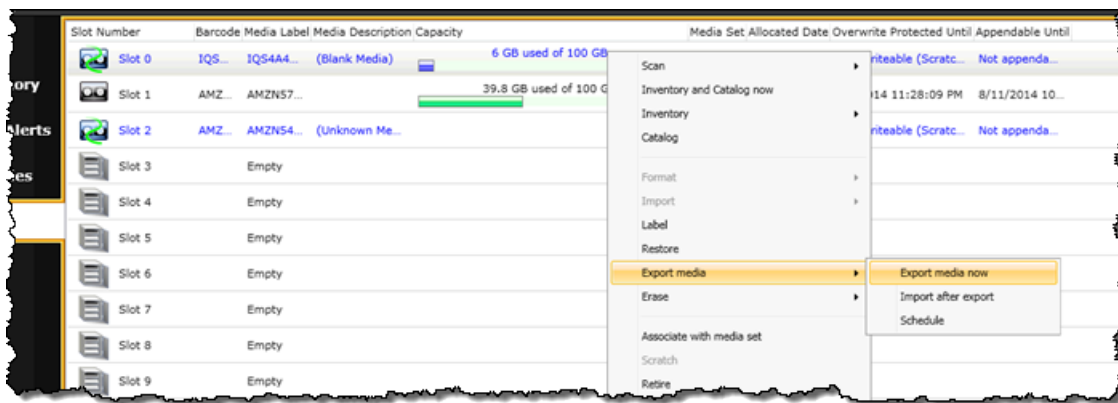 Slot Number Barcode Media Label Media Description Capacity Media Set Allocated Date Overwrite Protected Until Appendable Until
Slot 0 IQS... IQS4A4... (Blank Media) 6 GB used of 100 GB riteable (Scratc... Not appenda...
Slot 1 AMZ... AMZN57... 39.8 GB used of 100 G 14 11:28:09 PM 8/11/2014 10...
Slot 2 AMZ... AMZN54... (Unknown Me... riteable (Scratc... Not appenda...
Slot 3 Empty
Slot 4 Empty
Slot 5 Empty
Slot 6 Empty
Slot 7 Empty
Slot 8 Empty
Slot 9 Empty
ory
Alerts
es
Scan
Inventory and Catalog now
Inventory
Catalog
Format
Import
Label
Restore
Export media
Erase
Associate with media set
Scratch
Retire
Export media now
Import after export
Schedule